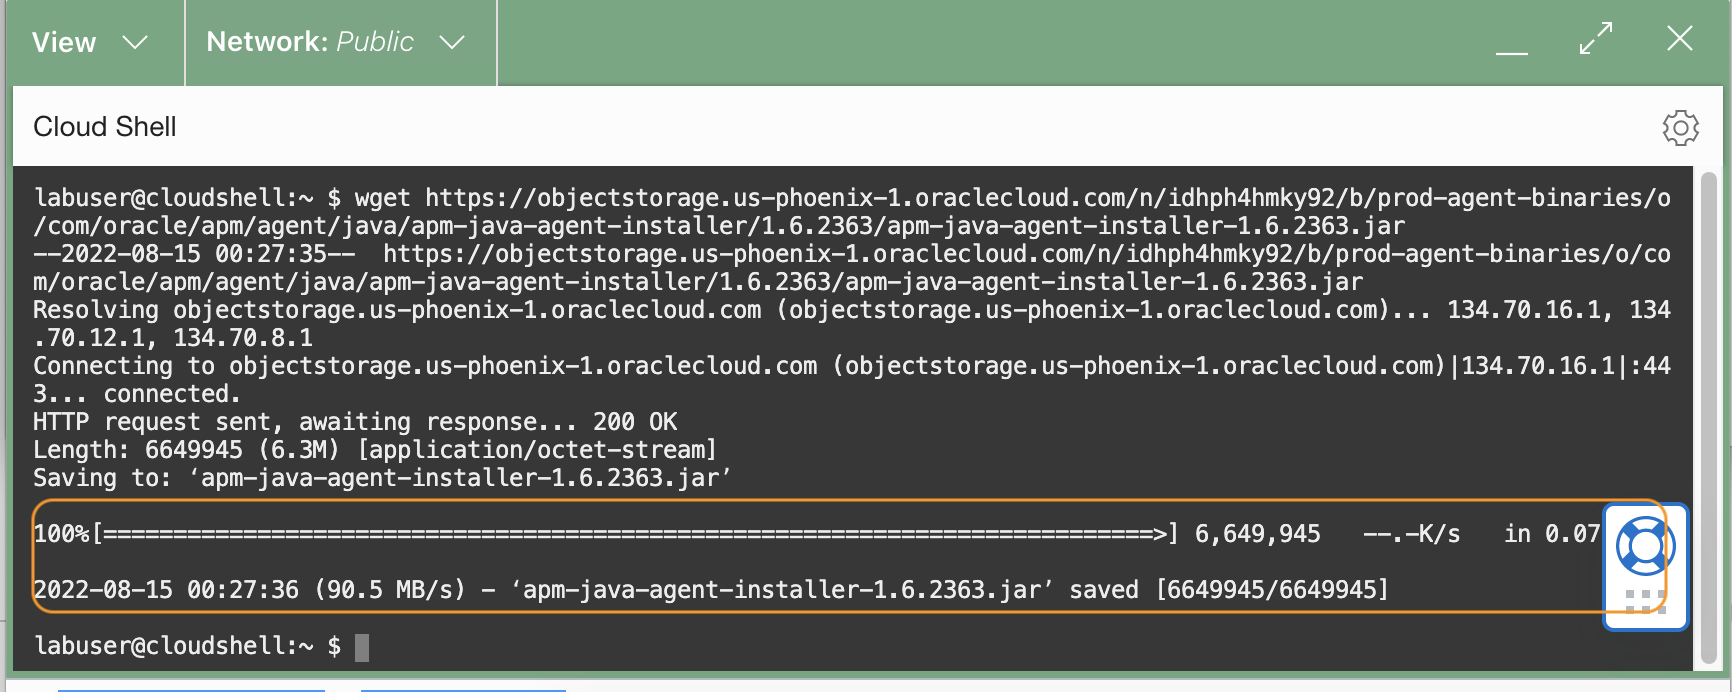 View
Network: Public
Cloud Shell
labuser@cloudshell:~ $ wget https://objectstorage.us-phoenix-1.oraclecloud.com/n/idhph4hmky92/b/prod-agent-binaries/o
/com/oracle/apm/agent/java/apm-java-agent-installer/1.6.2363/apm-java-agent-installer-1.6.2363.jar
--2022-08-15 00:27:35--  https://objectstorage.us-phoenix-1.oraclecloud.com/n/idhph4hmky92/b/prod-agent-binaries/o/co
m/oracle/apm/agent/java/apm-java-agent-installer/1.6.2363/apm-java-agent-installer-1.6.2363.jar
Resolving objectstorage.us-phoenix-1.oraclecloud.com (objectstorage.us-phoenix-1.oraclecloud.com)... 134.70.16.1, 134
.70.12.1, 134.70.8.1
Connecting to objectstorage.us-phoenix-1.oraclecloud.com (objectstorage.us-phoenix-1.oraclecloud.com)|134.70.16.1|:44
3... connected.
HTTP request sent, awaiting response... 200 OK
Length: 6649945 (6.3M) [application/octet-stream]
Saving to: ‘apm-java-agent-installer-1.6.2363.jar’
100%[===========================================================================>] 6,649,945   --.-K/s   in 0.07
2022-08-15 00:27:36 (90.5 MB/s) - ‘apm-java-agent-installer-1.6.2363.jar’ saved [6649945/6649945]
labuser@cloudshell:~ $